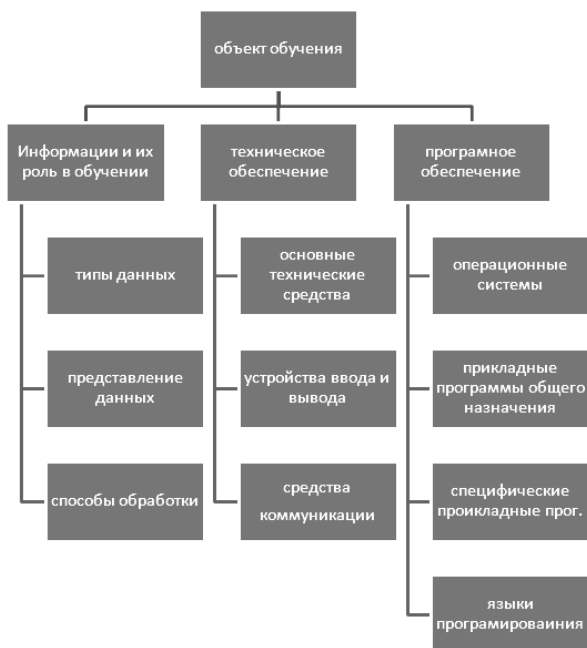 объект обучения
Информации и их
роль в обучении
типы данных
представление
данных
способы обработки
техническое
обеспечение
основные
технические
средства
устройства ввода и
вывода
средства
коммуникации
програмное
обеспечение
операционные
системы
прикладные
программы общего
назначения
специфические
проикладные прог.
языки
програмироваиния